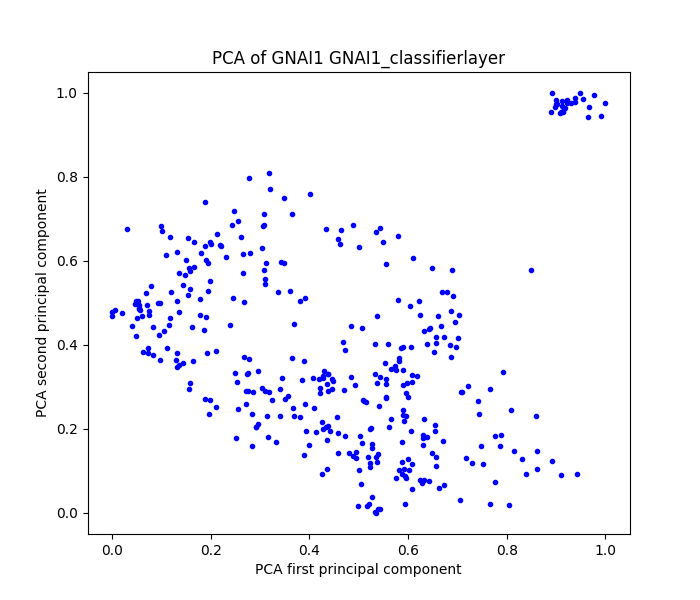 PCA of GNAI1 GNAI1_classifierlayer
1.0
0.8
0.6
0.4
0.2
0.0
PCA second principal component
0.0 0.2 0.4 0.6 0.8 1.0
PCA first principal component